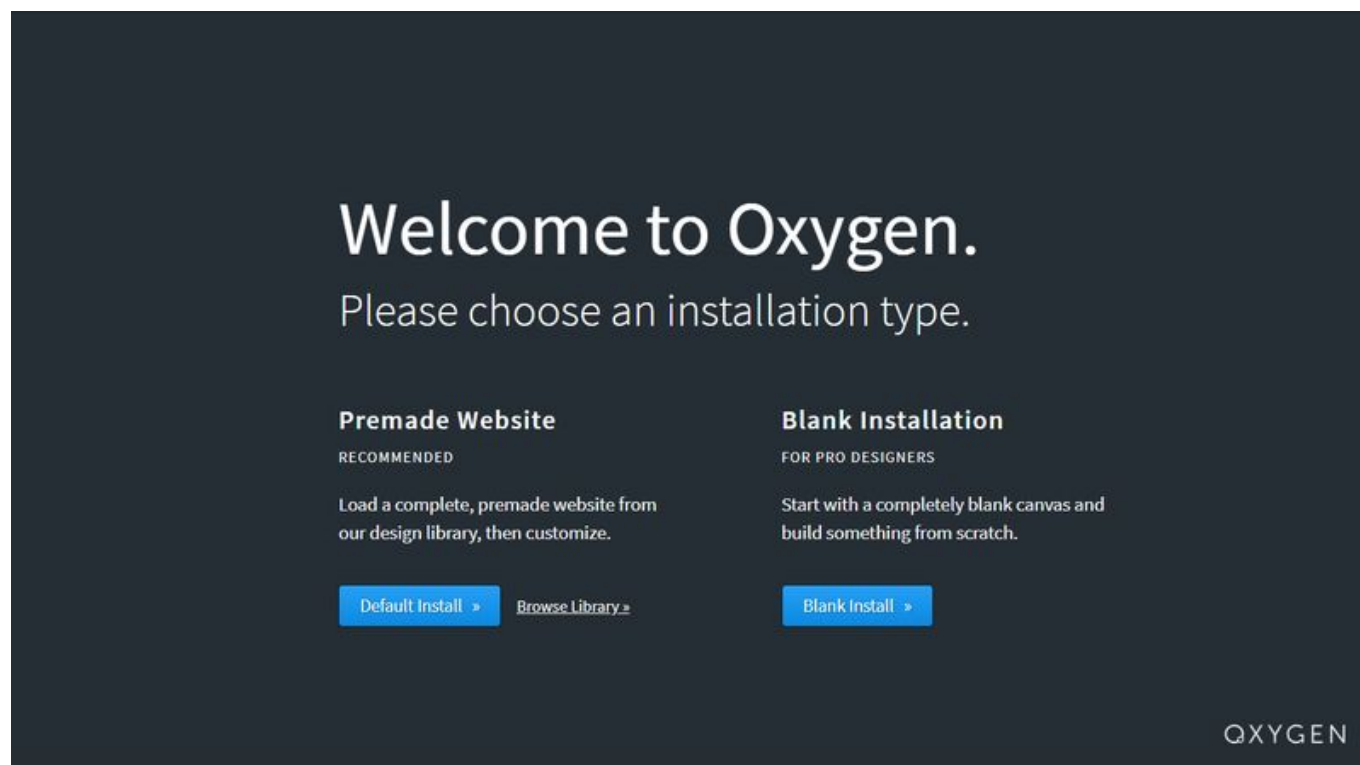 Welcome to Oxygen.
Please choose an installation type.
Premade Website
RECOMMENDED
Load a complete, premade website from
our design library, then customize.
Default Install »
Browse Library »
Blank Installation
FOR PRO DESIGNERS
Start with a completely blank canvas and
build something from scratch.
Blank Install »
OXYGEN